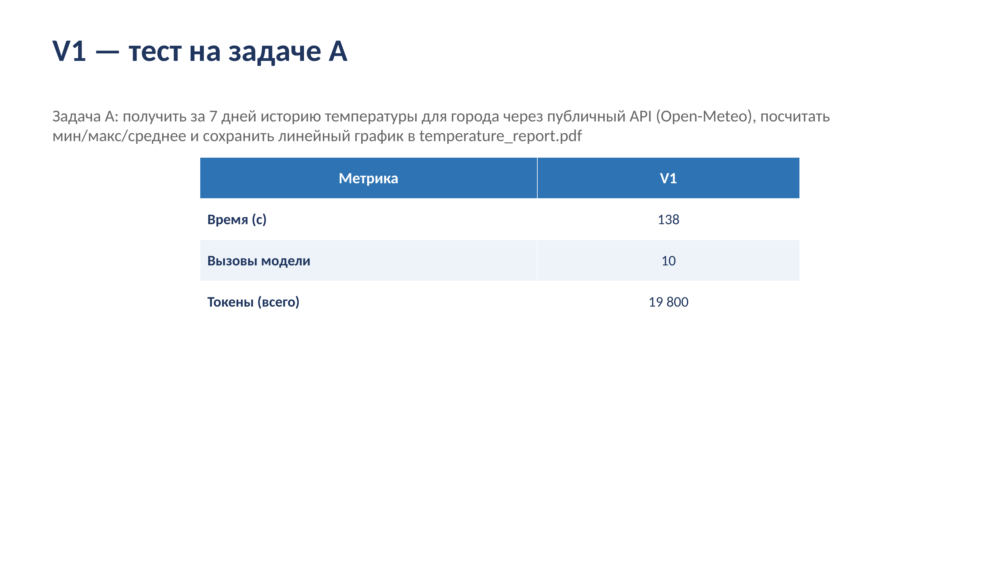 V1 — тест на задаче A
Задача A: получить за 7 дней историю температуры для города через публичный API (Open-Meteo), посчитать
мин/макс/среднее и сохранить линейный график в temperature_report.pdf
Метрика V1
Время (с) 138
Вызовы модели 10
Токены (всего) 19 800